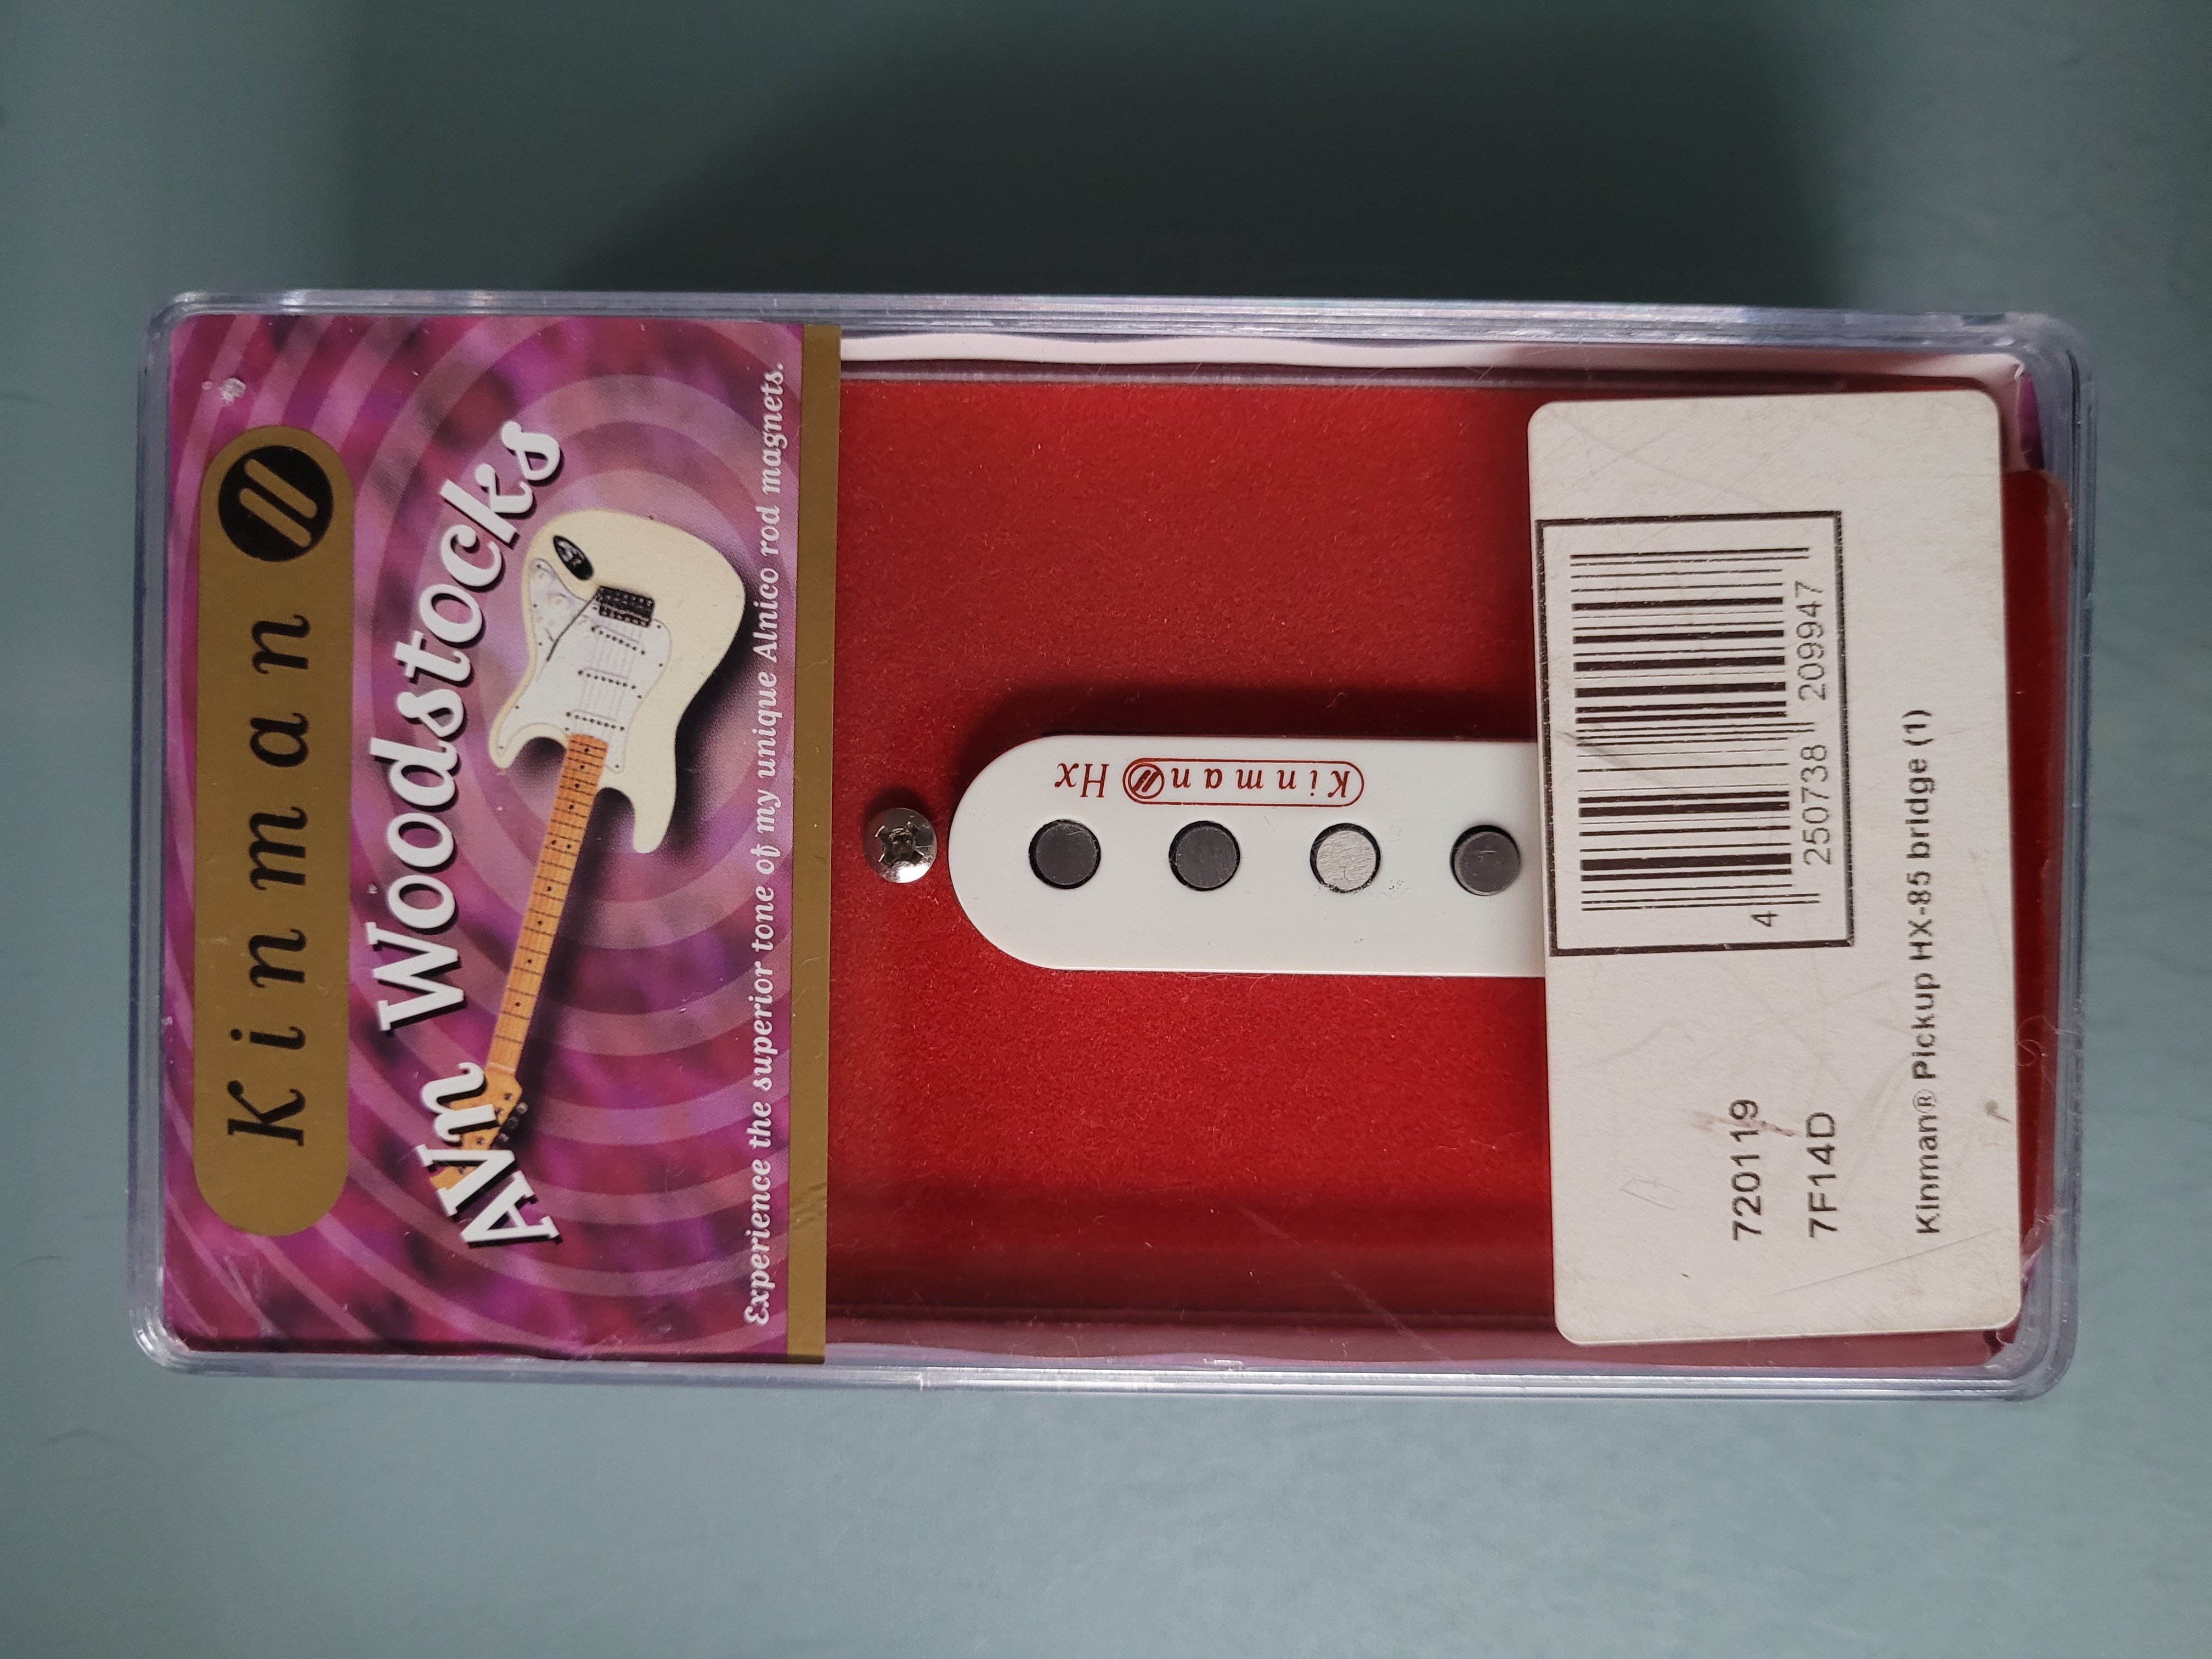 Kinman
AVn Woodstocks
Experience the superior tone of my unique Alnico rod magnets.
Kinman Hx
4 250738 209947
720119
7F14D
Kinman® Pickup HX-85 bridge (1)